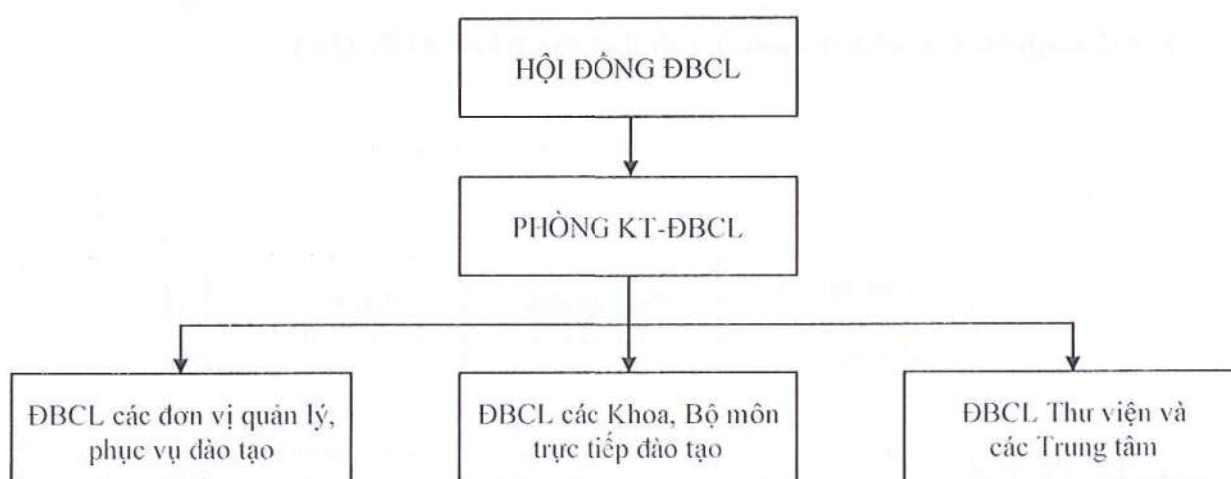 HỘI ĐỒNG ĐBCL
PHÒNG KT-ĐBCL
ĐBCL các đơn vị quản lý,
phục vụ đào tạo
ĐBCL các Khoa, Bộ môn
trực tiếp đào tạo
ĐBCL Thư viện và
các Trung tâm